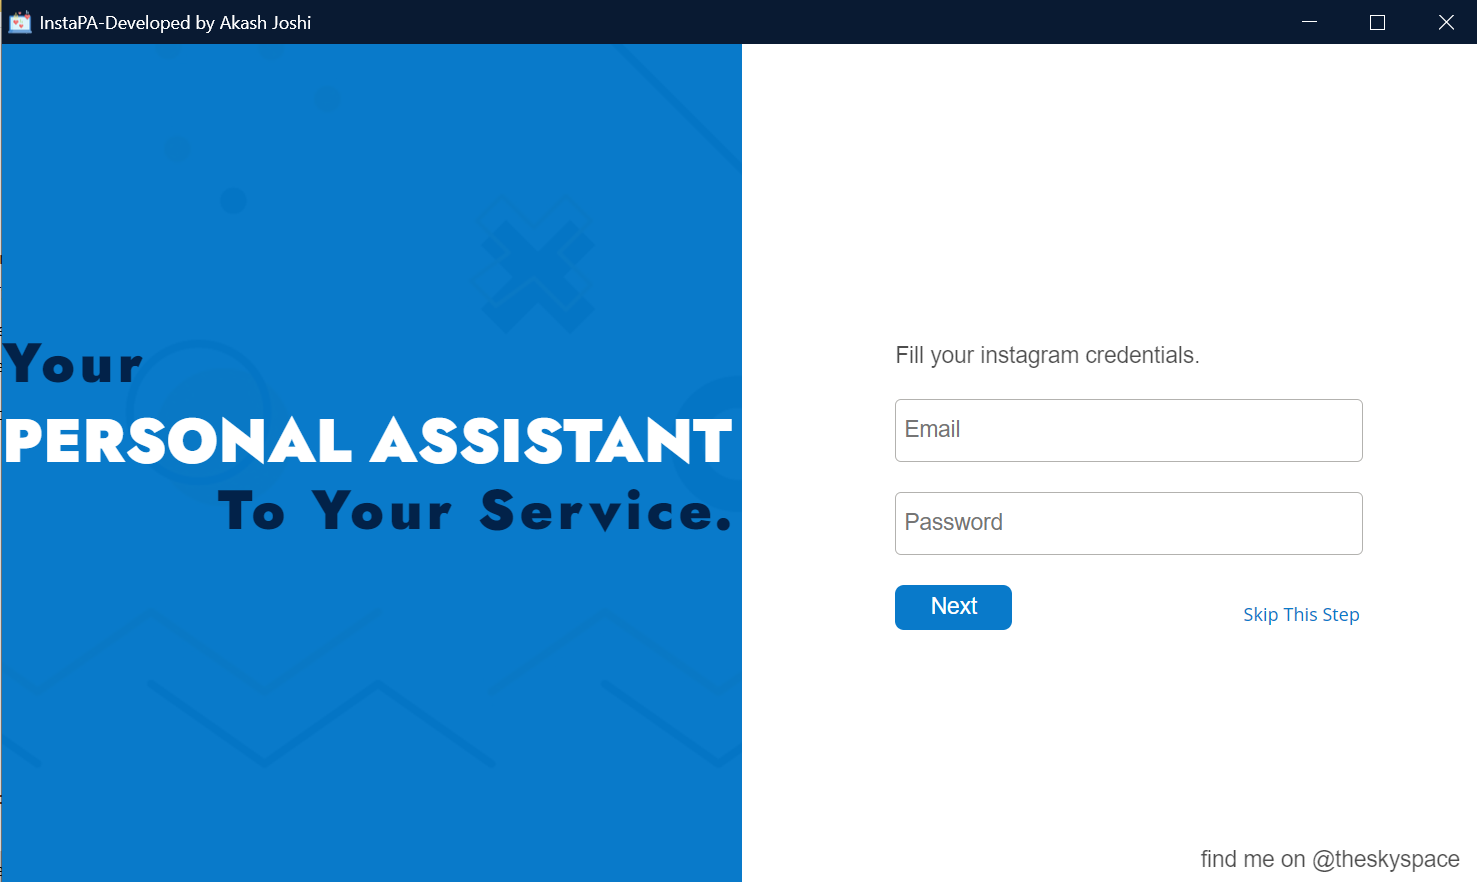 InstaPA-Developed by Akash Joshi
Your
PERSONAL ASSISTANT
To Your Service.
Fill your instagram credentials.
Email
Password
Next
Skip This Step
find me on @theskyspace